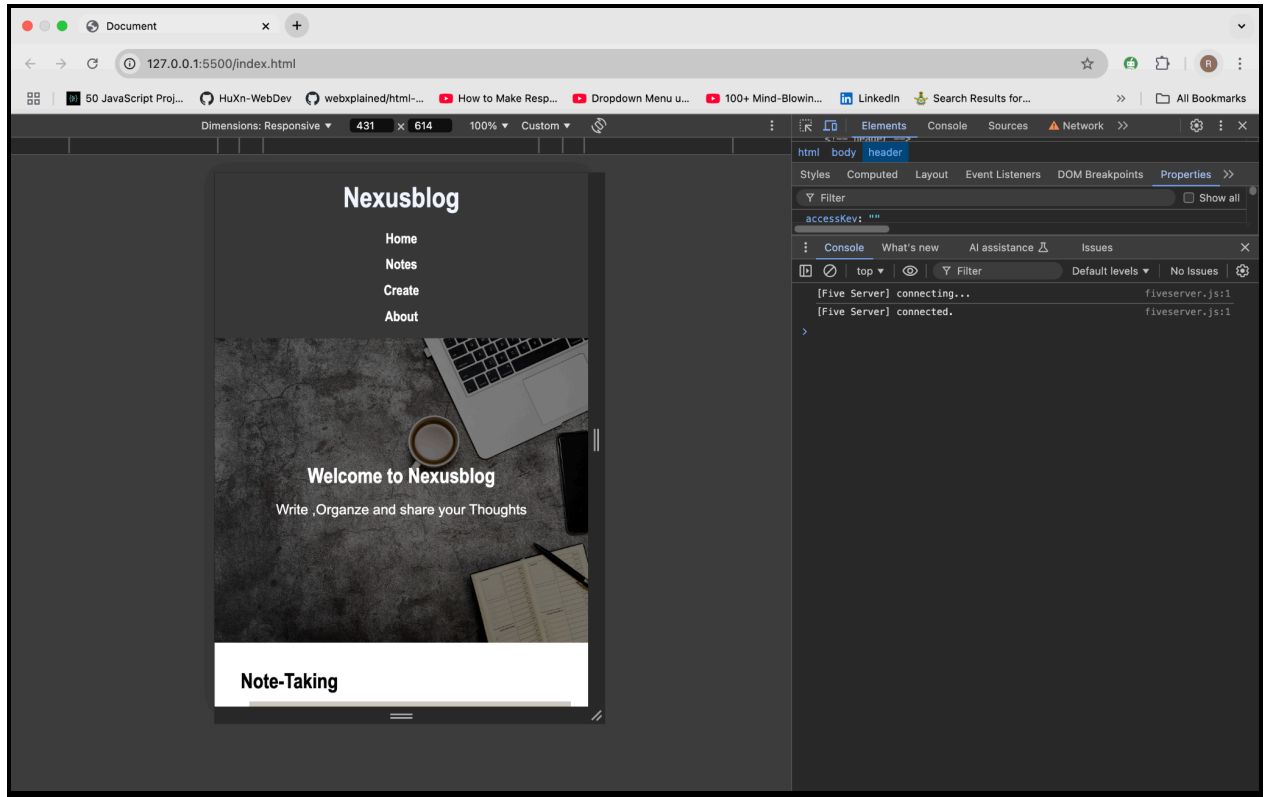 Document
127.0.0.1:5500/index.html
R
50 JavaScript Proj... HuXn-WebDev webxplained/html-... How to Make Resp... Dropdown Menu u... 100+ Mind-Blowin... LinkedIn Search Results for... All Bookmarks
Dimensions: Responsive 431 x 614 100% Custom
Elements Console Sources Network
<!-- header -->
html body header
Styles Computed Layout Event Listeners DOM Breakpoints Properties
Filter Show all
accessKey: ""
Console What's new AI assistance Issues
top Filter Default levels No Issues
[Five Server] connecting... fiveserver.js:1
[Five Server] connected. fiveserver.js:1
Nexusblog
Home
Notes
Create
About
Welcome to Nexusblog
Write ,Organze and share your Thoughts
Note-Taking